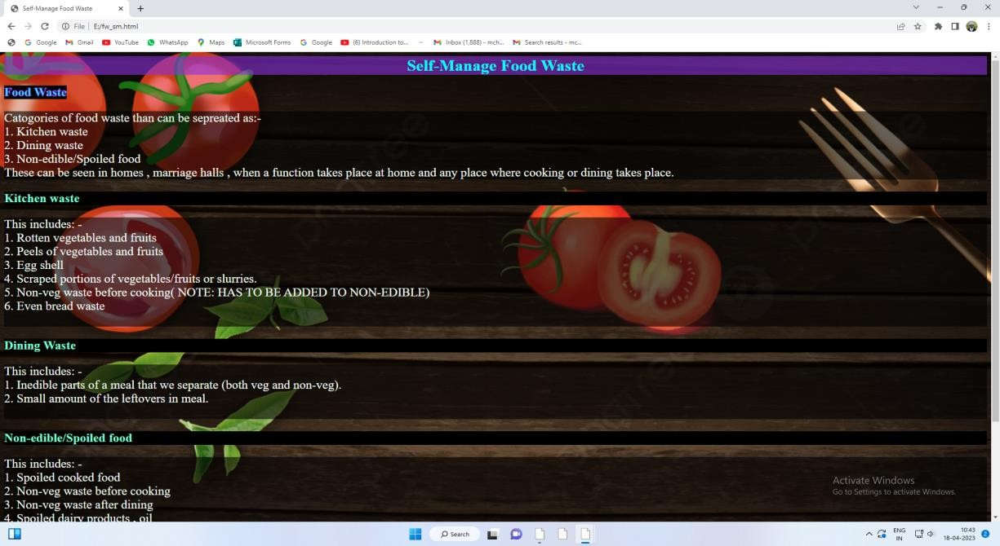 Self-Manage Food Waste
File
E:/fw_sm.html
Google
Gmail
YouTube
WhatsApp
Maps
Microsoft Forms
Google
(6) Introduction to...
Inbox (1,888) - mch...
Search results - mc...
Self-Manage Food Waste
Food Waste
Catogories of food waste than can be sepreated as:-
1. Kitchen waste
2. Dining waste
3. Non-edible/Spoiled food
These can be seen in homes , marriage halls , when a function takes place at home and any place where cooking or dining takes place.
Kitchen waste
This includes: -
1. Rotten vegetables and fruits
2. Peels of vegetables and fruits
3. Egg shell
4. Scraped portions of vegetables/fruits or slurries.
5. Non-veg waste before cooking( NOTE: HAS TO BE ADDED TO NON-EDIBLE)
6. Even bread waste
Dining Waste
This includes: -
1. Inedible parts of a meal that we separate (both veg and non-veg).
2. Small amount of the leftovers in meal.
Non-edible/Spoiled food
This includes: -
1. Spoiled cooked food
2. Non-veg waste before cooking
3. Non-veg waste after dining
4. Spoiled dairy products , oil
Activate Windows
Go to Settings to activate Windows.
Search
ENG
IN
10:43
18-04-2023
2